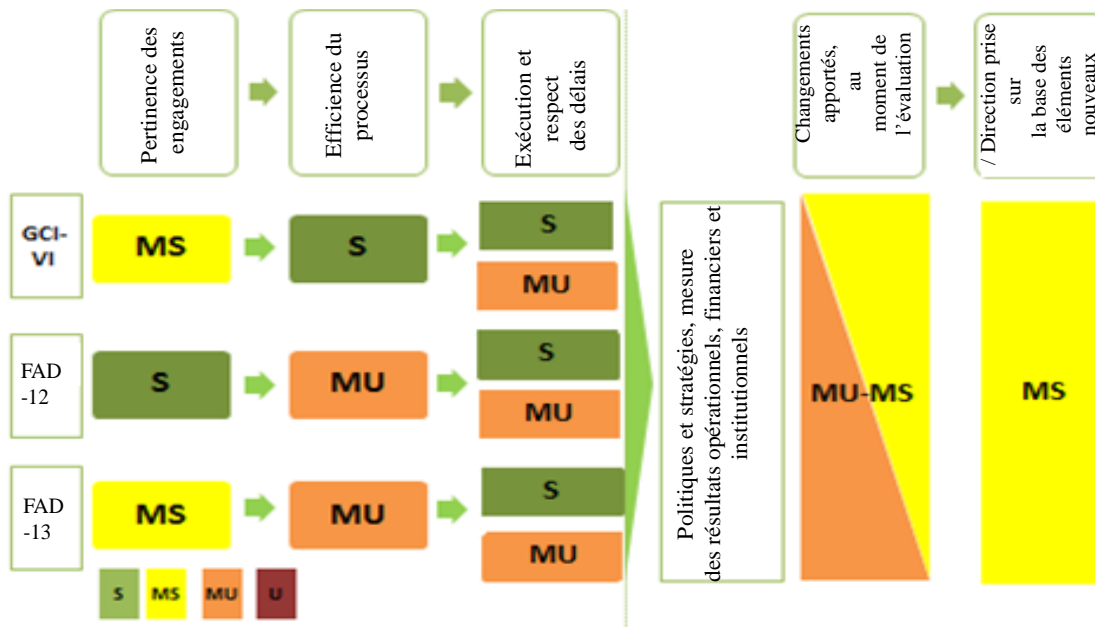 Pertinence des
engagements
Efficience du
processus
Exécution et
respect
des délais
Changements
apportés,
au
moment de
l'évaluation
/ Direction prise
sur
la base des
éléments
nouveaux
GCI-
VI
MS
S
S
MU
FAD
-12
S
MU
S
MU
FAD
-13
MS
MU
S
MU
Politiques et stratégies, mesure
des résultats opérationnels, financiers et
institutionnels
MU-MS
MS
S
MS
MU
U